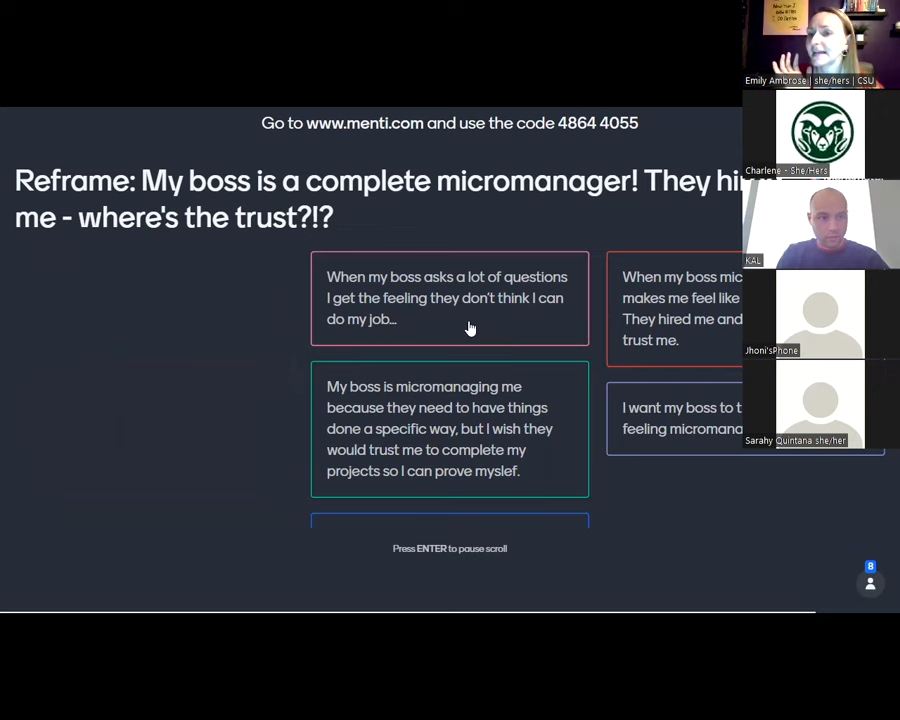 Go to www.menti.com and use the code 4864 4055
Reframe: My boss is a complete micromanager! They hi
me - where's the trust?!?
When my boss asks a lot of questions
I get the feeling they don't think I can
do my job...
My boss is micromanaging me
because they need to have things
done a specific way, but I wish they
would trust me to complete my
projects so I can prove myslef.
When my boss mic
makes me feel like
They hired me and
trust me.
I want my boss to t
feeling microman
Press ENTER to pause scroll
8
Emily Ambrose | she/hers | CSU
Charlene - She/Hers
KAL
Jhoni'sPhone
Sarahy Quintana she/her